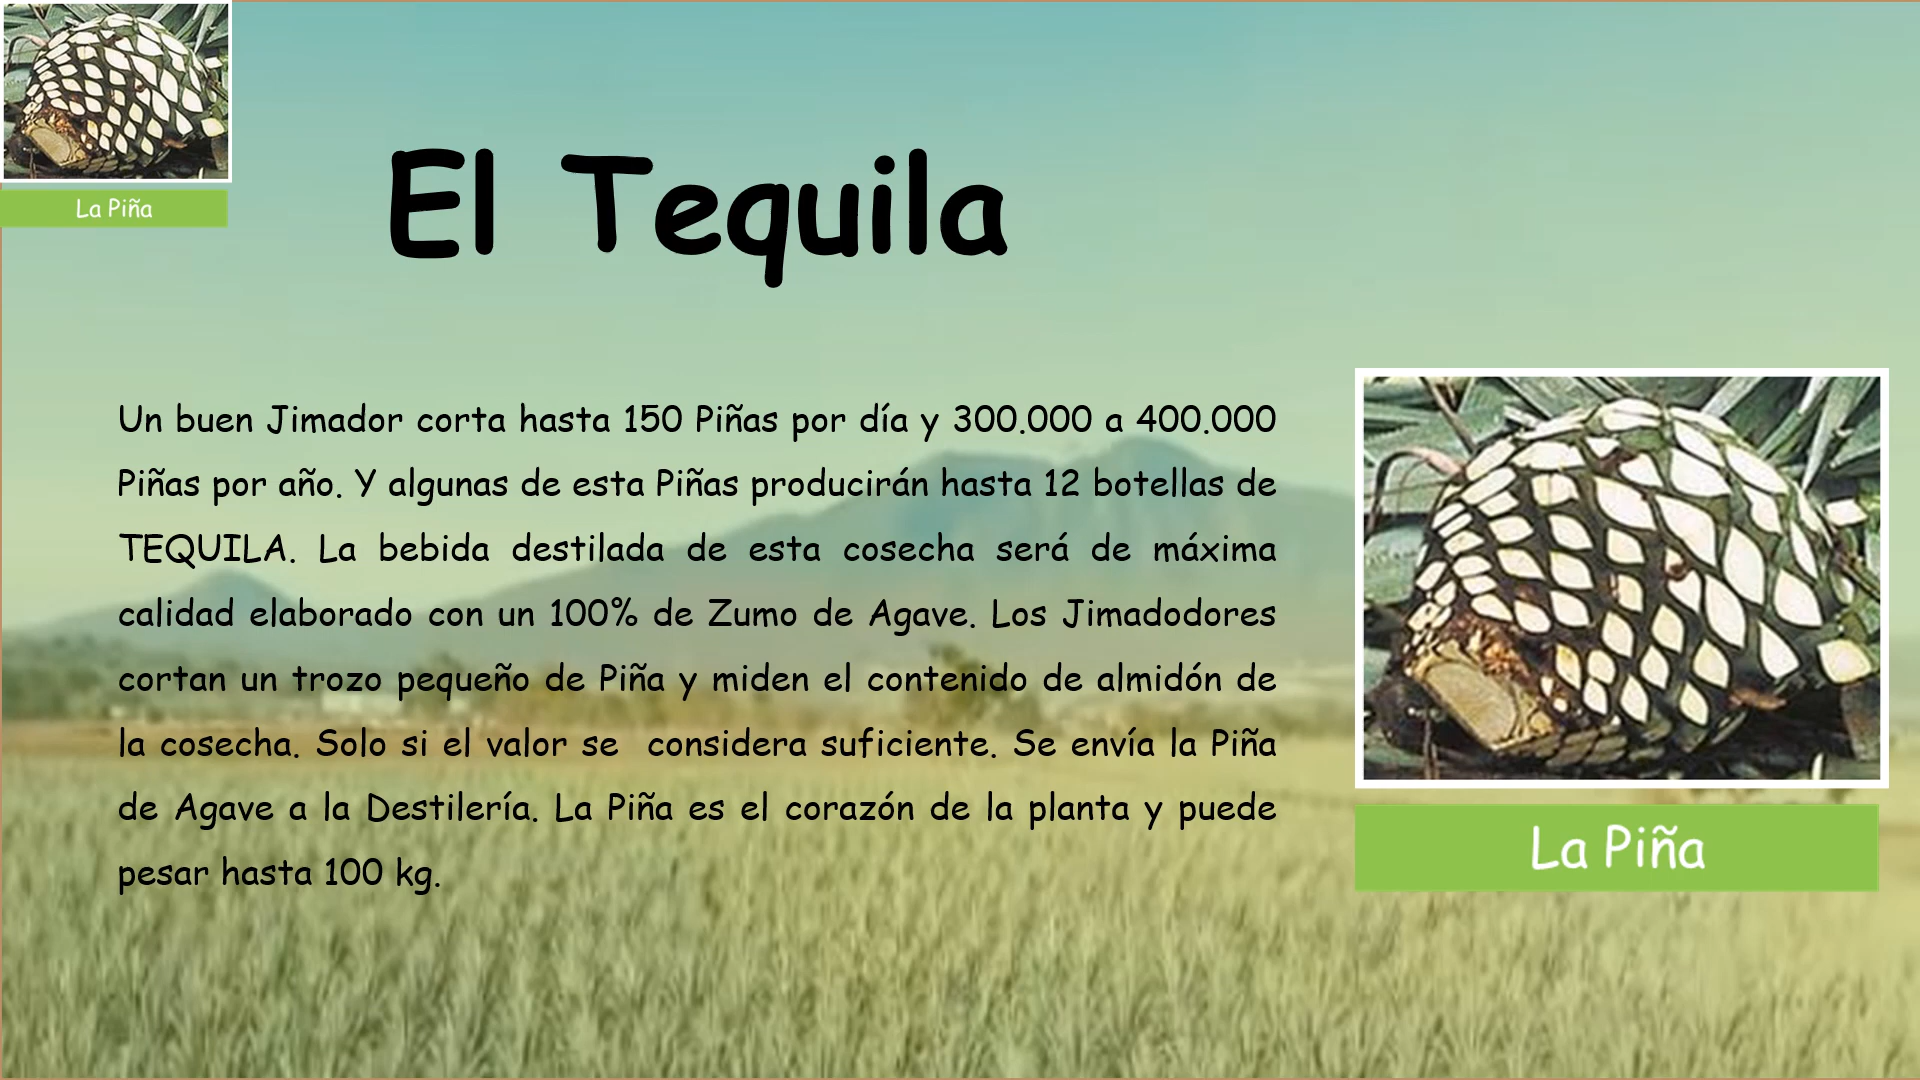 La Piña
El Tequila
Un buen Jimador corta hasta 150 Piñas por día y 300.000 a 400.000
Piñas por año. Y algunas de esta Piñas producirán hasta 12 botellas de
TEQUILA. La bebida destilada de esta cosecha será de máxima
calidad elaborado con un 100% de Zumo de Agave. Los Jimadodores
cortan un trozo pequeño de Piña y miden el contenido de almidón de
la cosecha. Solo si el valor se  considera suficiente. Se envía la Piña
de Agave a la Destilería. La Piña es el corazón de la planta y puede
pesar hasta 100 kg.
La Piña